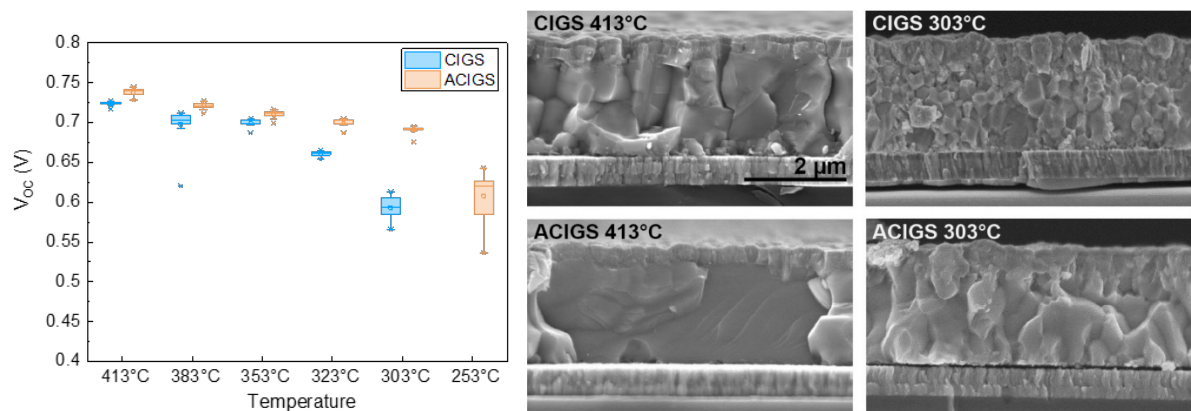 0.8
0.75
0.7
0.65
0.6
0.55
0.5
0.45
0.4
V_OC (V)
CIGS
ACIGS
413°C 383°C 353°C 323°C 303°C 253°C
Temperature
CIGS 413°C
2 µm
CIGS 303°C
ACIGS 413°C
ACIGS 303°C